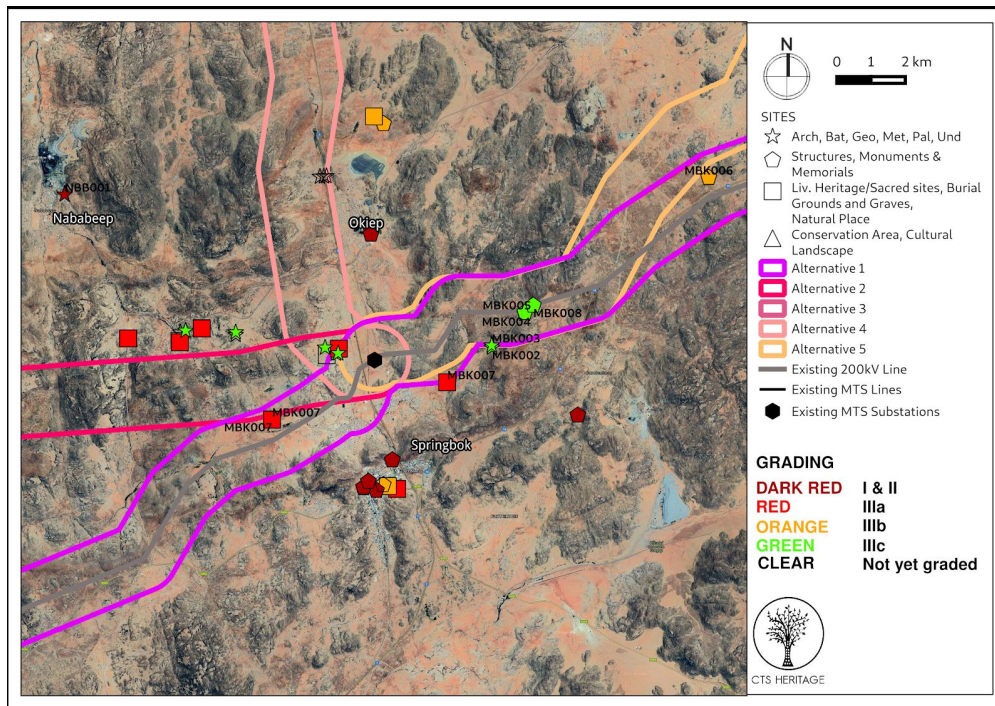 NBB001
Nababeep
Okiep
MBK006
MBK005
MBK008
MBK004
MBK003
MBK002
MBK007
MBK007
MBK007
Springbok
N
0 1 2 km
SITES
Arch, Bat, Geo, Met, Pal, Und
Structures, Monuments &
Memorials
Liv. Heritage/Sacred sites, Burial
Grounds and Graves,
Natural Place
Conservation Area, Cultural
Landscape
Alternative 1
Alternative 2
Alternative 3
Alternative 4
Alternative 5
Existing 200kV Line
Existing MTS Lines
Existing MTS Substations
GRADING
DARK RED I & II
RED IIIa
ORANGE IIIb
GREEN IIIc
CLEAR Not yet graded
CTS HERITAGE